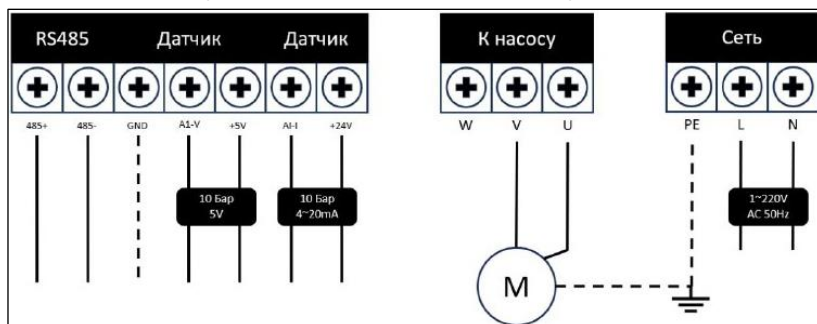 RS485 Датчик Датчик К насосу Сеть
485+ 485- GND A1-V +5V AI-I +24V W V U PE L N
10 Бар 10 Бар 1~220V
5V 4~20mA AC 50Hz
M